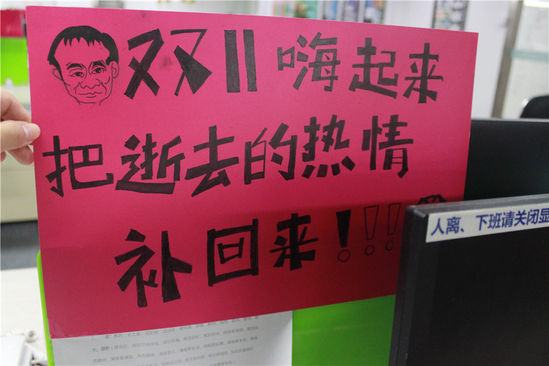 双11嗨起来
把逝去的热情
补回来！！！！
人离、下班请关闭显